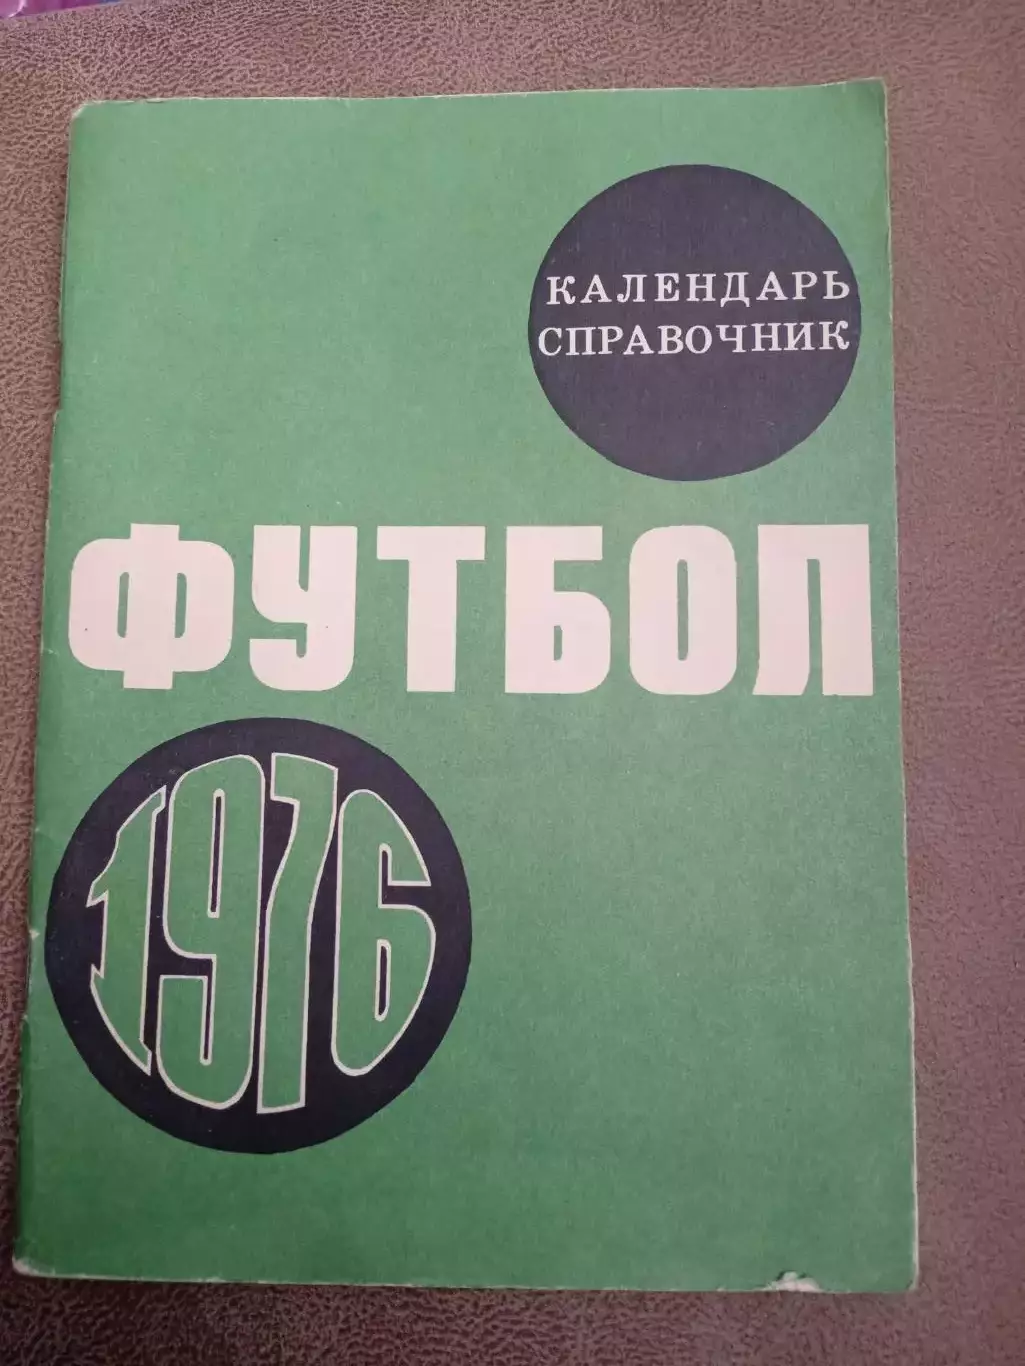 КАЛЕНДАРЬ
СПРАВОЧНИК
ФУТБОЛ
1976